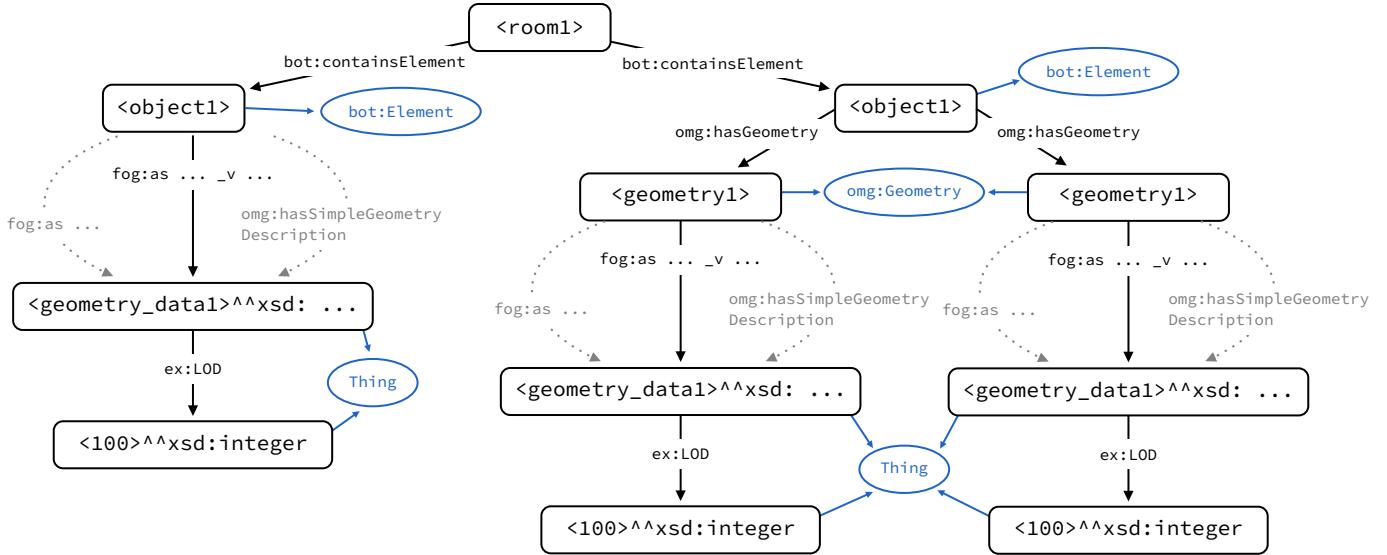 <room1>
bot:containsElement
bot:containsElement
<object1>
bot:Element
<object1>
bot:Element
fog:as ... _v ...
fog:as ...
omg:hasSimpleGeometry
Description
<geometry_data1>^^xsd: ...
ex:LOD
Thing
<100>^^xsd:integer
omg:hasGeometry
omg:hasGeometry
<geometry1>
omg:Geometry
<geometry1>
fog:as ... _v ...
fog:as ...
omg:hasSimpleGeometry
Description
fog:as ... _v ...
fog:as ...
omg:hasSimpleGeometry
Description
<geometry_data1>^^xsd: ...
<geometry_data1>^^xsd: ...
ex:LOD
Thing
ex:LOD
<100>^^xsd:integer
<100>^^xsd:integer